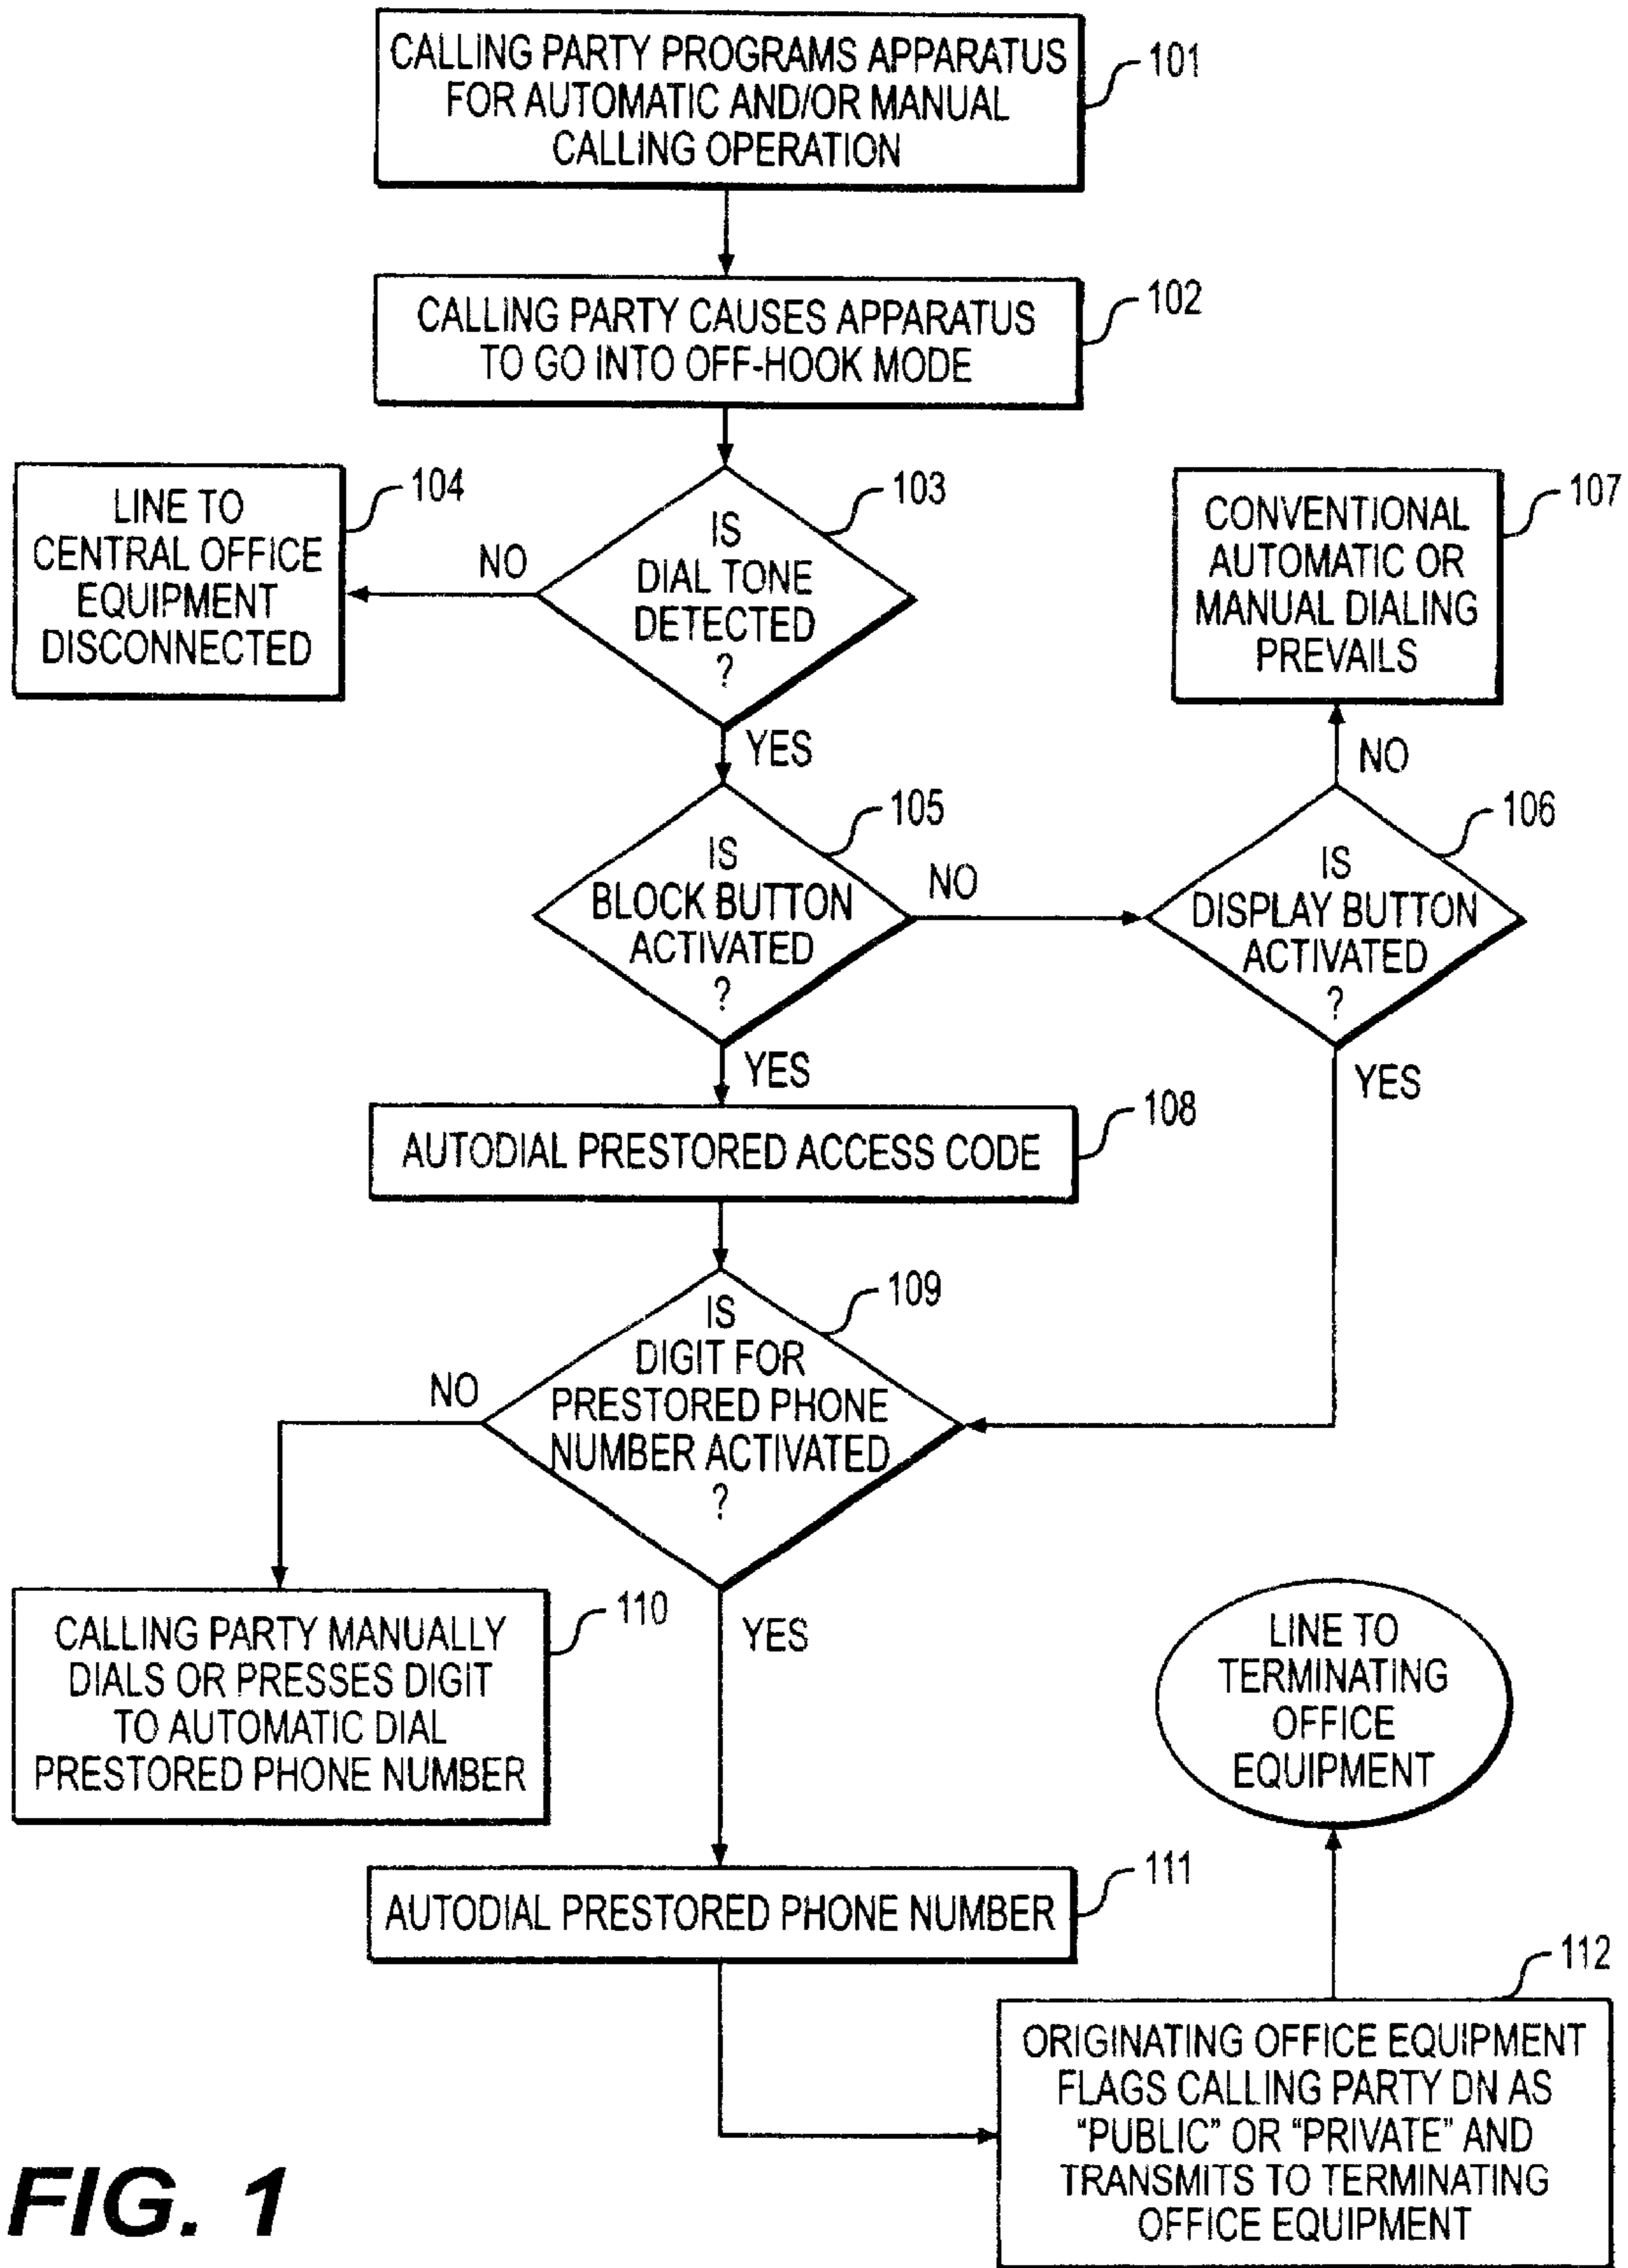 CALLING PARTY PROGRAMS APPARATUS
FOR AUTOMATIC AND/OR MANUAL
CALLING OPERATION
101
CALLING PARTY CAUSES APPARATUS
TO GO INTO OFF-HOOK MODE
102
IS
DIAL TONE
DETECTED
?
103
NO
LINE TO
CENTRAL OFFICE
EQUIPMENT
DISCONNECTED
104
YES
IS
BLOCK BUTTON
ACTIVATED
?
105
NO
IS
DISPLAY BUTTON
ACTIVATED
?
106
NO
CONVENTIONAL
AUTOMATIC OR
MANUAL DIALING
PREVAILS
107
YES
YES
AUTODIAL PRESTORED ACCESS CODE
108
IS
DIGIT FOR
PRESTORED PHONE
NUMBER ACTIVATED
?
109
NO
CALLING PARTY MANUALLY
DIALS OR PRESSES DIGIT
TO AUTOMATIC DIAL
PRESTORED PHONE NUMBER
110
YES
AUTODIAL PRESTORED PHONE NUMBER
111
ORIGINATING OFFICE EQUIPMENT
FLAGS CALLING PARTY DN AS
“PUBLIC” OR “PRIVATE” AND
TRANSMITS TO TERMINATING
OFFICE EQUIPMENT
112
LINE TO
TERMINATING
OFFICE
EQUIPMENT
FIG. 1